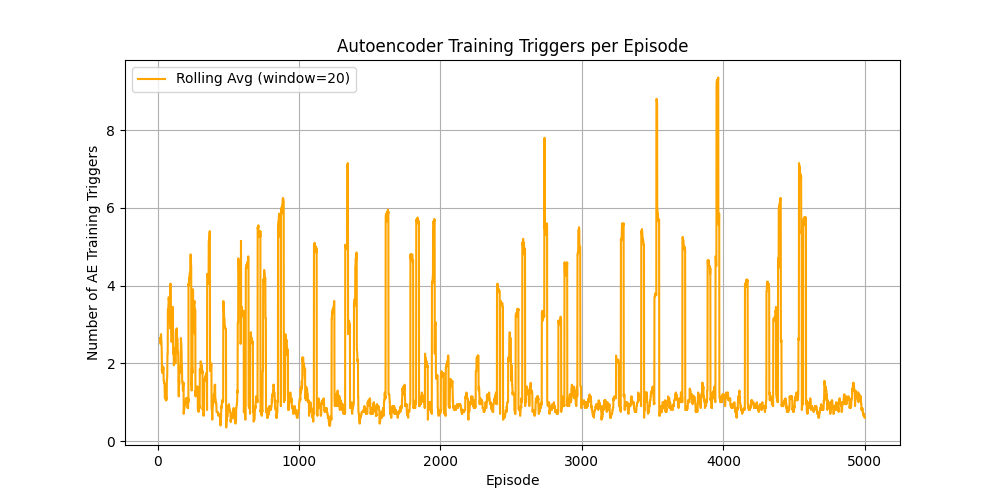 Autoencoder Training Triggers per Episode
Rolling Avg (window=20)
Number of AE Training Triggers
8
6
4
2
0
0 1000 2000 3000 4000 5000
Episode